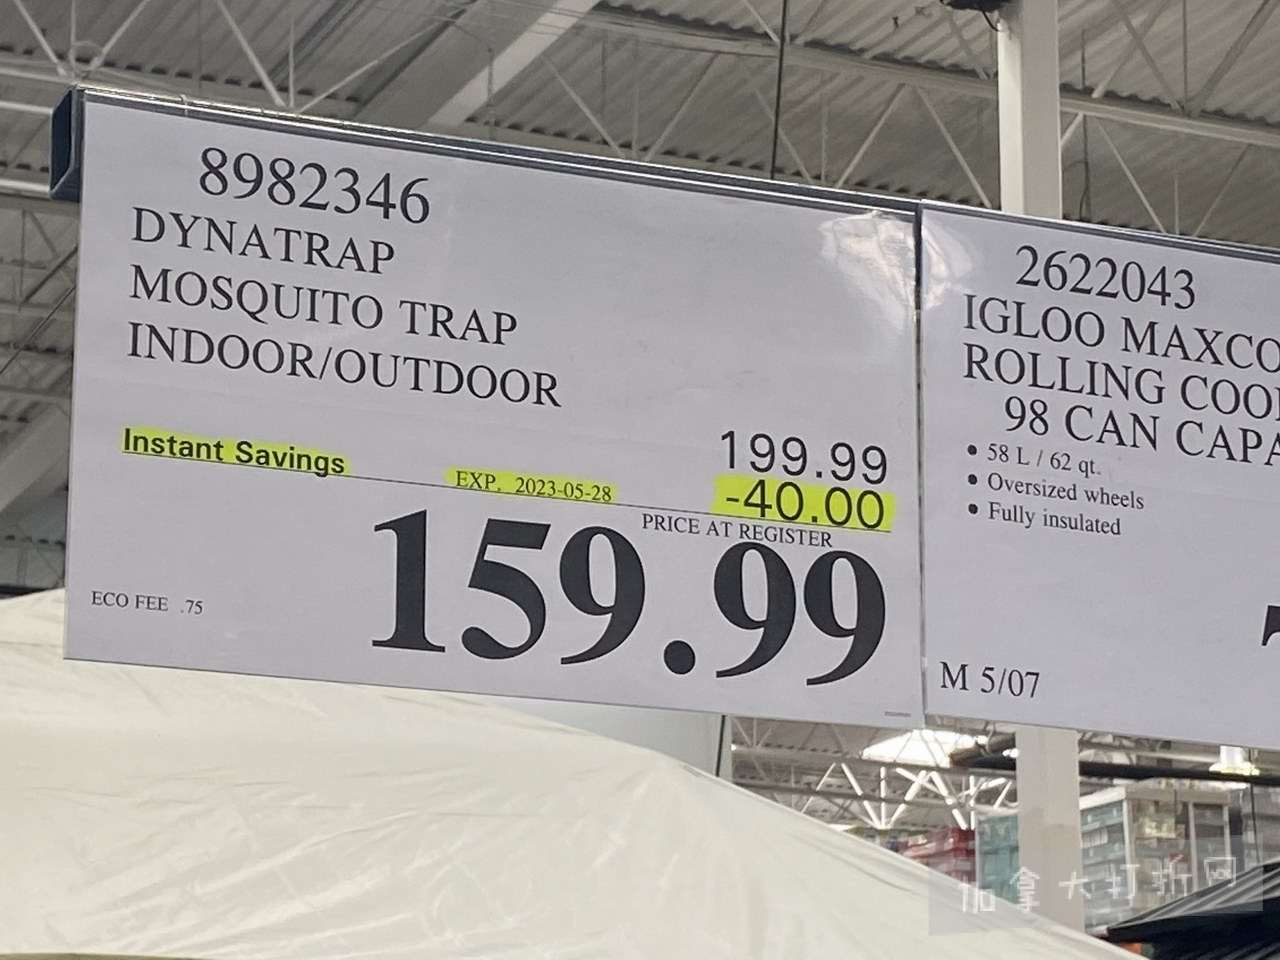 8982346
DYNATRAP
MOSQUITO TRAP
INDOOR/OUTDOOR
199.99
Instant Savings EXP. 2023-05-28 -40.00
PRICE AT REGISTER
159.99
ECO FEE .75
2622043
IGLOO MAXCO
ROLLING COO
98 CAN CAPA
• 58 L / 62 qt.
• Oversized wheels
• Fully insulated
M 5/07
加拿大打折网